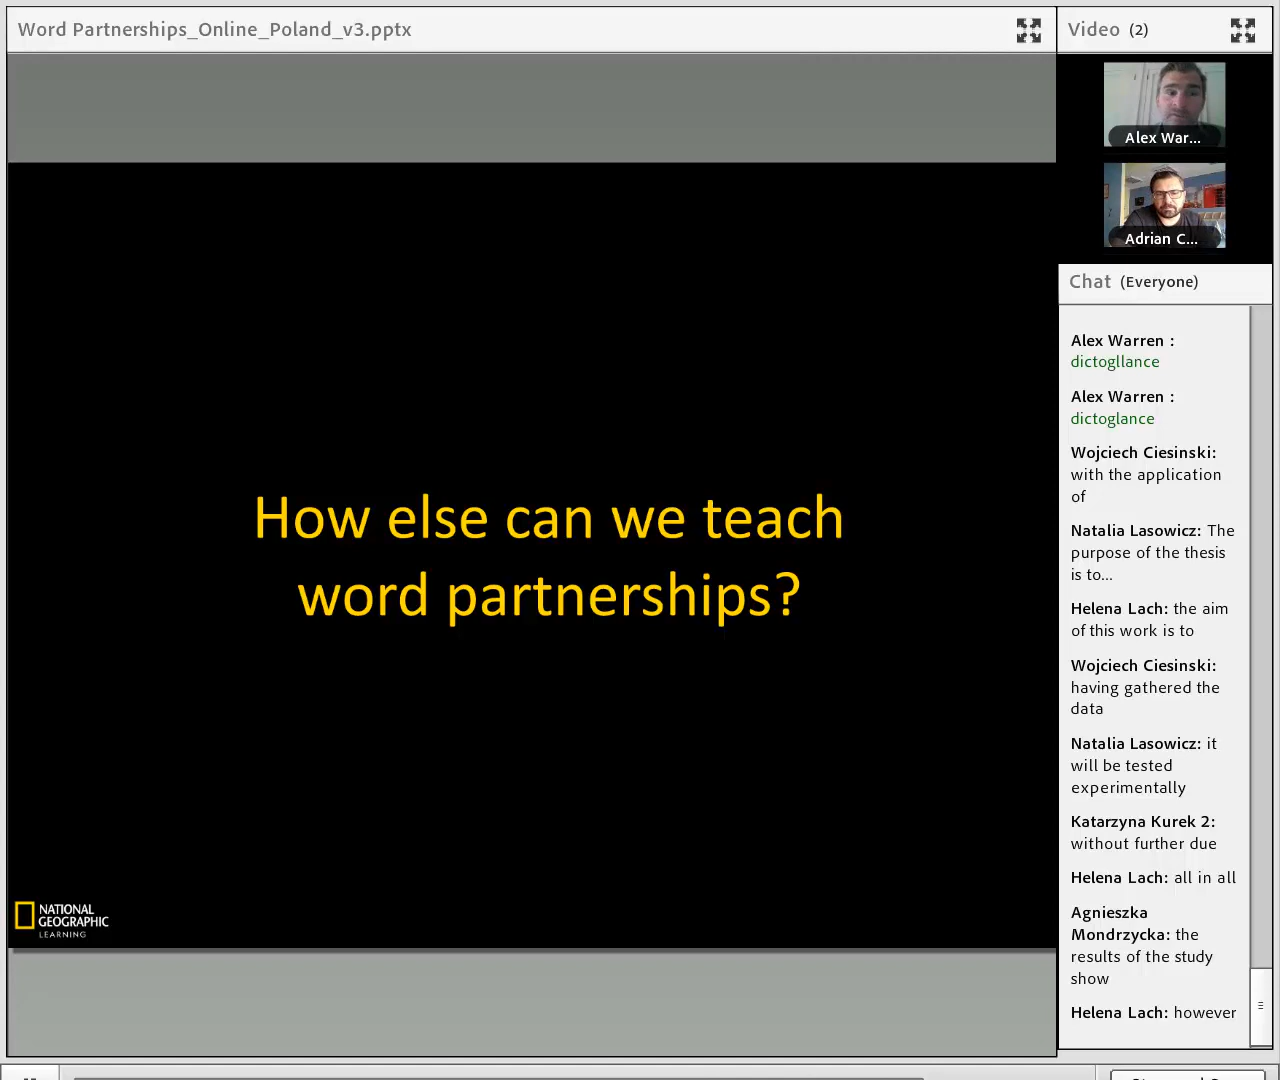 Word Partnerships_Online_Poland_v3.pptx
Video (2)
Alex War...
Adrian C...
Chat (Everyone)
Alex Warren :
dictogllance
Alex Warren :
dictoglance
Wojciech Ciesinski:
with the application
of
Natalia Lasowicz: The
purpose of the thesis
is to...
Helena Lach: the aim
of this work is to
Wojciech Ciesinski:
having gathered the
data
Natalia Lasowicz: it
will be tested
experimentally
Katarzyna Kurek 2:
without further due
Helena Lach: all in all
Agnieszka
Mondrzycka: the
results of the study
show
Helena Lach: however
How else can we teach
word partnerships?
NATIONAL
GEOGRAPHIC
LEARNING